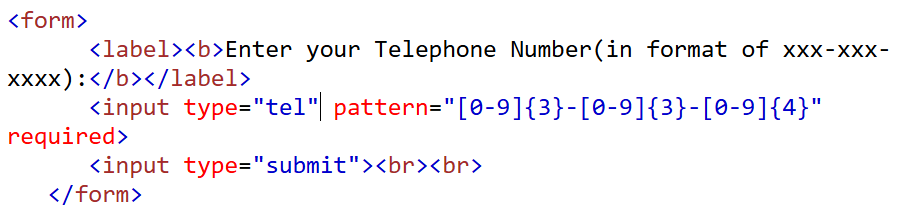 <form>
<label><b>Enter your Telephone Number(in format of xxx-xxx-
xxxx):</b></label>
<input type="tel" pattern="[0-9]{3}-[0-9]{3}-[0-9]{4}"
required>
<input type="submit"><br><br>
</form>